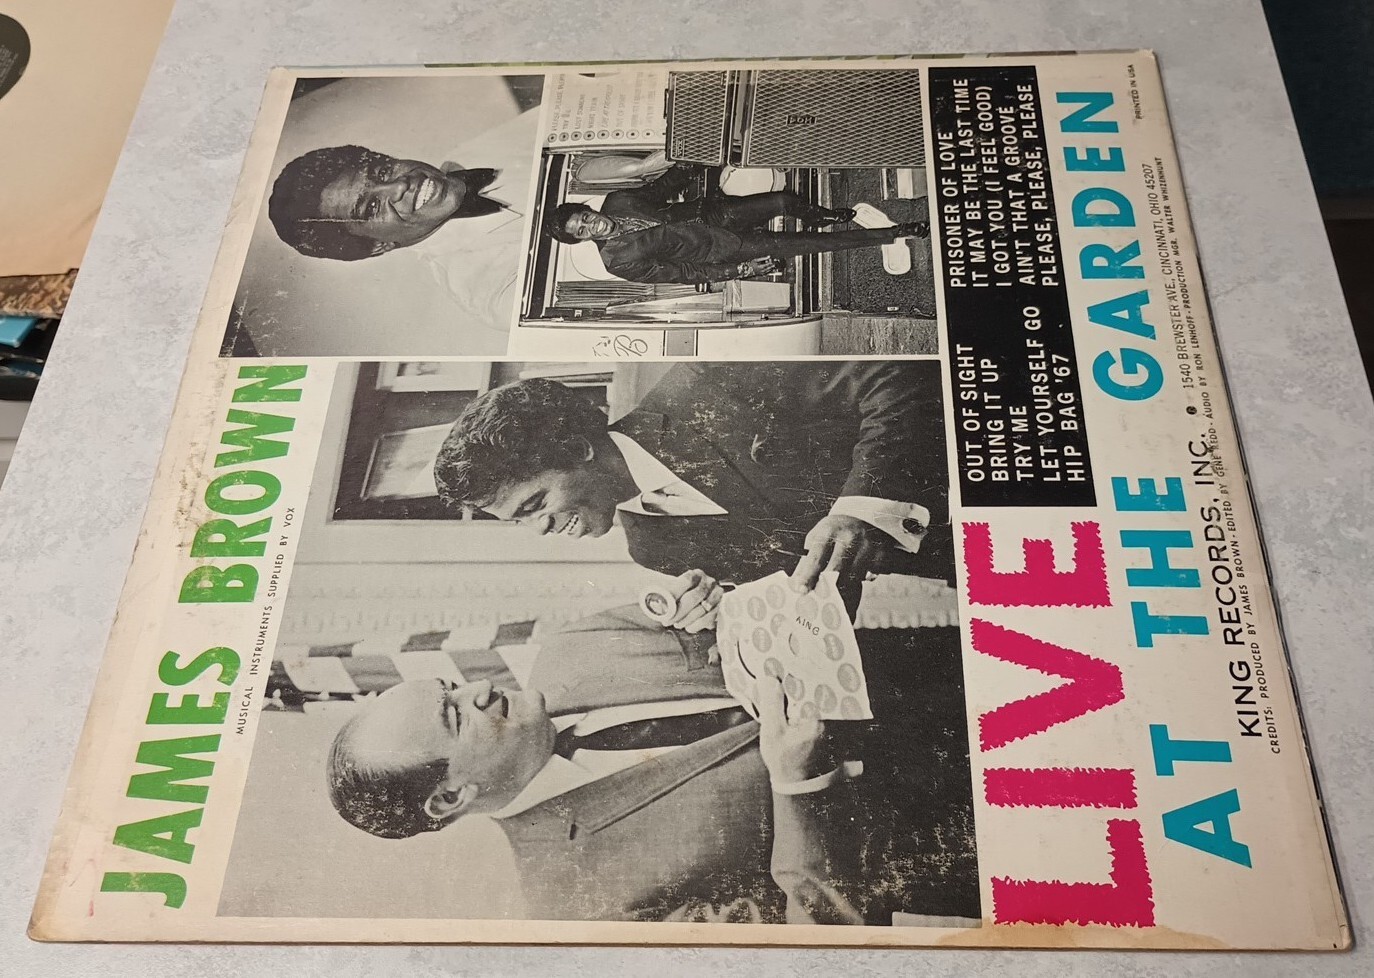 JAMES BROWN
MUSICAL INSTRUMENTS SUPPLIED BY VOX
VOX
KING
OUT OF SIGHT
BRING IT UP
TRY ME
LET YOURSELF GO
HIP BAG '67
PRISONER OF LOVE
IT MAY BE THE LAST TIME
I GOT YOU (I FEEL GOOD)
AIN'T THAT A GROOVE
PLEASE, PLEASE, PLEASE
LIVE
AT THE GARDEN
KING RECORDS, INC. 1540 BREWSTER AVE., CINCINNATI, OHIO 45207
CREDITS: PRODUCED BY JAMES BROWN - EDITED BY GENE REDD - AUDIO BY RON LENHOFF - PRODUCTION MGR. WALTER WHIZENHUNT
PRINTED IN USA